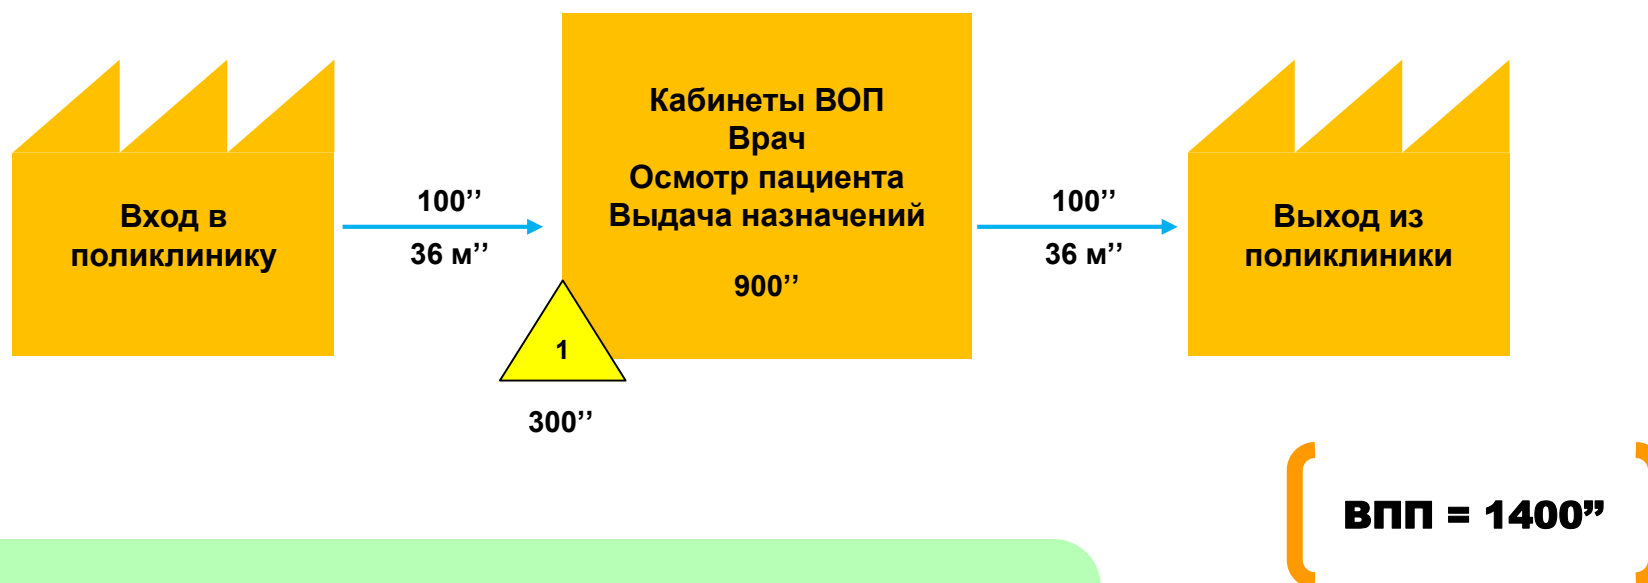 Вход в
поликлинику
100’’
36 м’’
Кабинеты ВОП
Врач
Осмотр пациента
Выдача назначений
900’’
1
300’’
100’’
36 м’’
Выход из
поликлиники
ВПП = 1400”